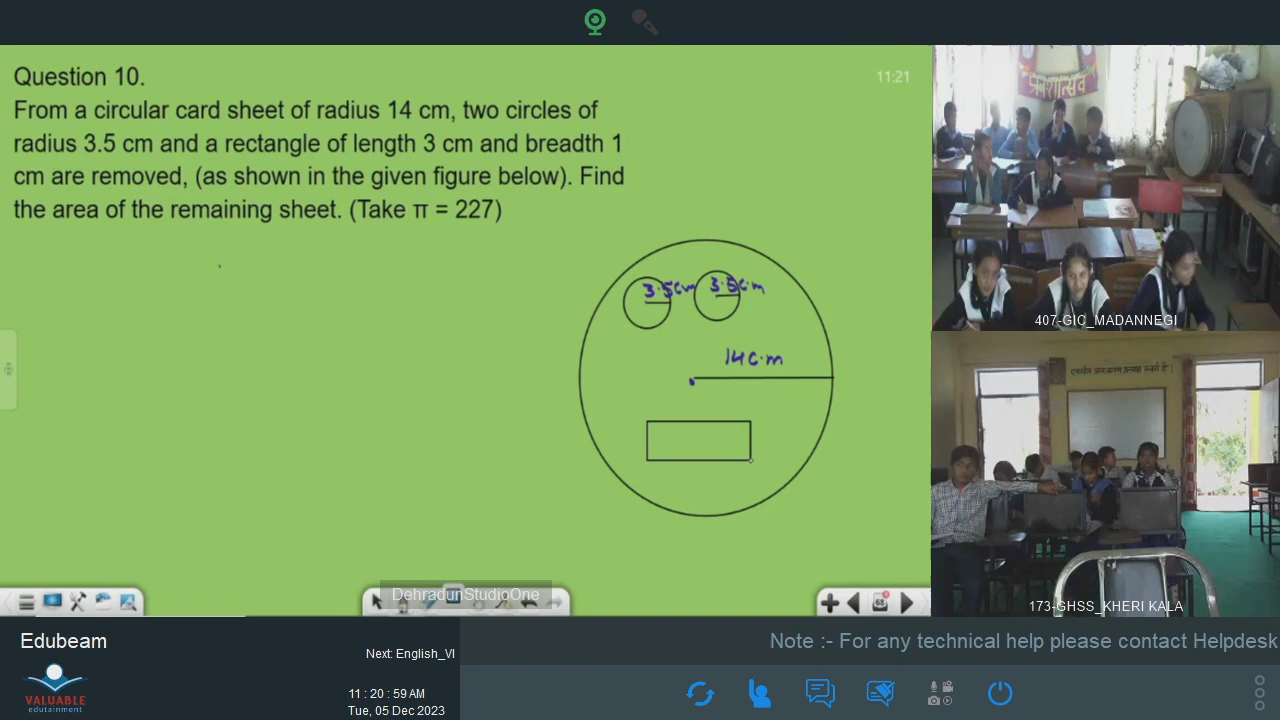 Question 10.
11:21
From a circular card sheet of radius 14 cm, two circles of
radius 3.5 cm and a rectangle of length 3 cm and breadth 1
cm are removed, (as shown in the given figure below). Find
the area of the remaining sheet. (Take π = 227)
3.5cm 3.5c.m
14c.m
407-GIC_MADANNEGI
173-GHSS_KHERI KALA
DehradunStudioOne
Edubeam
VALUABLE
edutainment
Next: English_VI
11 : 20 : 59 AM
Tue, 05 Dec 2023
Note :- For any technical help please contact Helpdesk